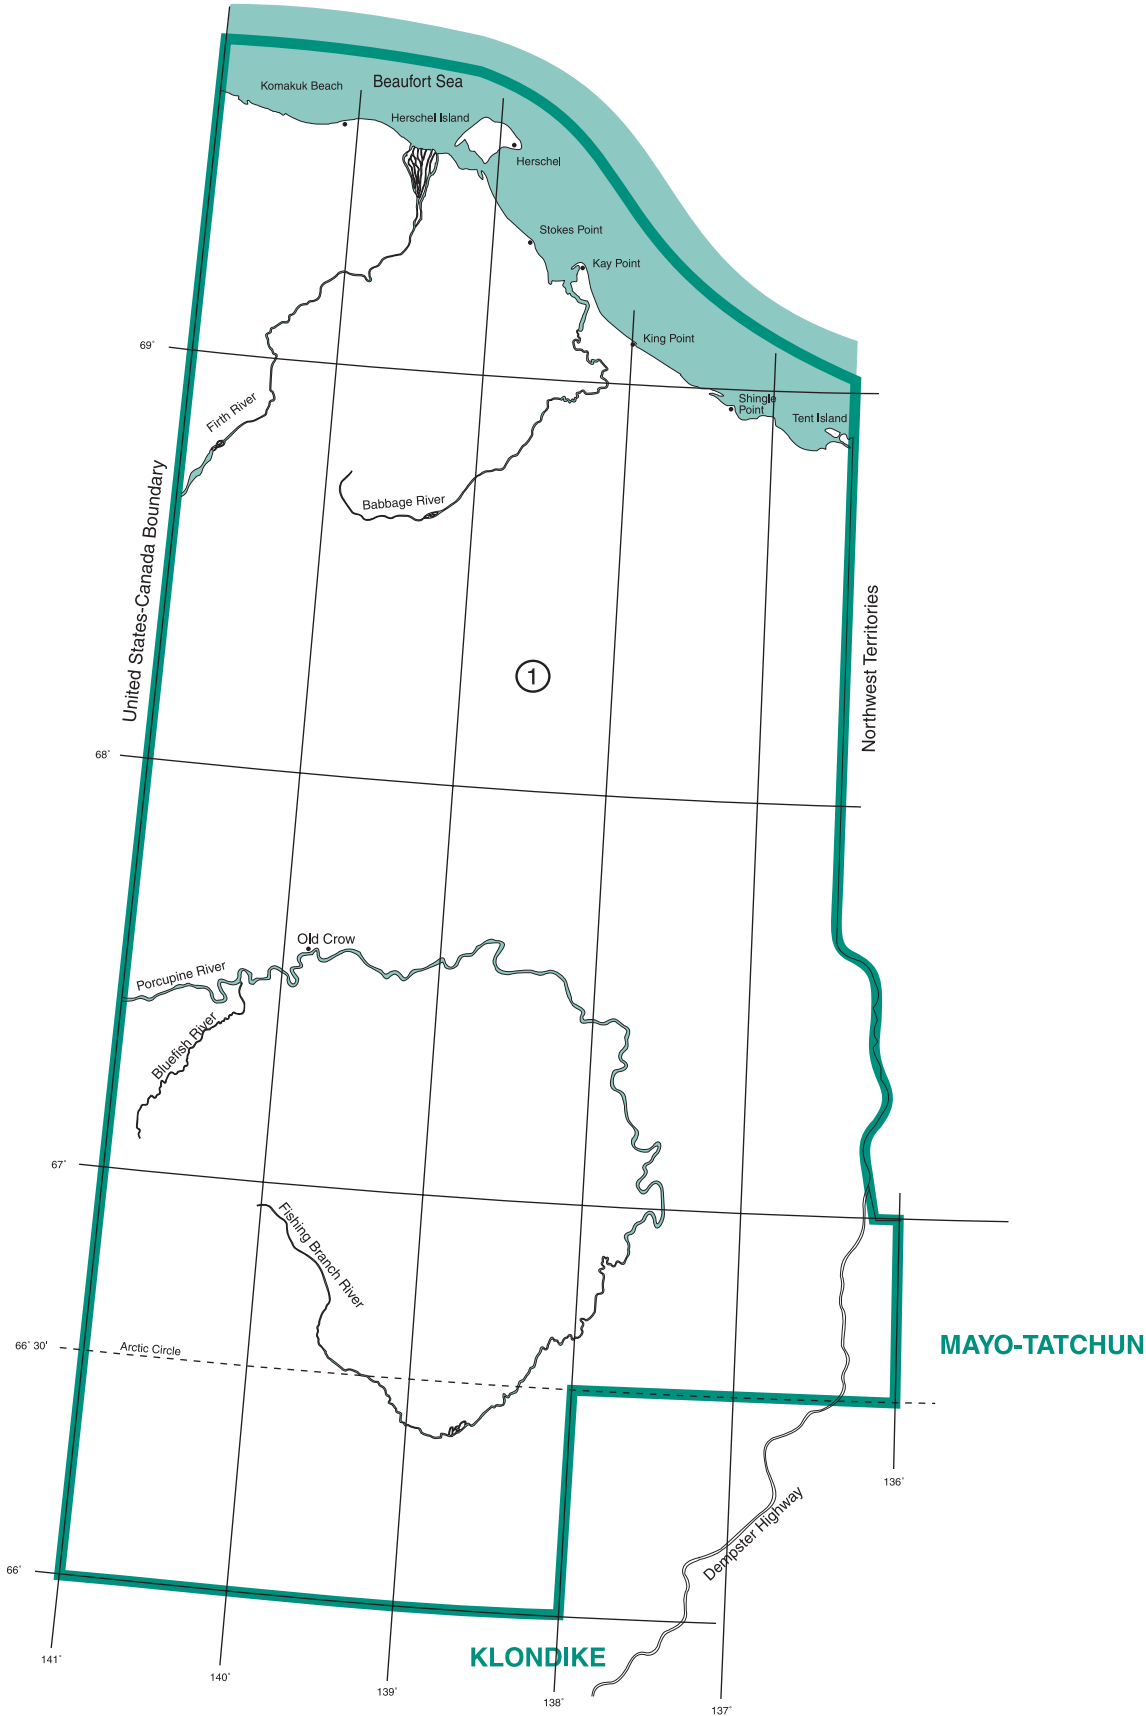 Komakuk Beach
Beaufort Sea
Herschel Island
Herschel
Stokes Point
Kay Point
King Point
69°
Shingle
Point
Tent Island
Firth River
Babbage River
United States-Canada Boundary
Northwest Territories
1
68°
Old Crow
Porcupine River
Bluefish River
67°
Fishing Branch River
66° 30'
Arctic Circle
MAYO-TATCHUN
136°
Dempster Highway
66°
KLONDIKE
141°
140°
139°
138°
137°